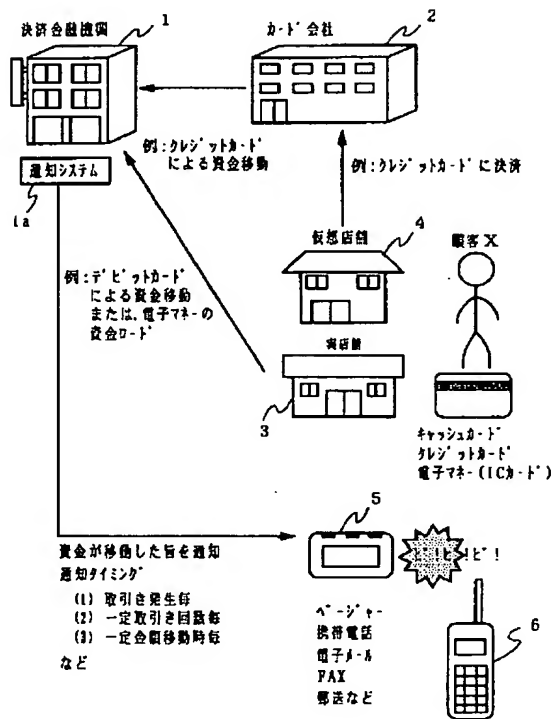 1
2
決済金融機関
カード会社
例:クレジットカード
による資金移動
例:クレジットカードに決済
通知システム
1a
仮想店舗
4
顧客X
例:デビットカード
による資金移動
または、電子マネーの
資金ロード
実店舗
3
キャッシュカード
クレジットカード
電子マネー(ICカード)
5
資金が移動した旨を通知
通知タイミング
(1) 取引き発生毎
(2) 一定取引き回数毎
(3) 一定金額移動時毎
など
ピ!ピ!ピ!
ページャー
携帯電話
電子メール
FAX
郵送など
6